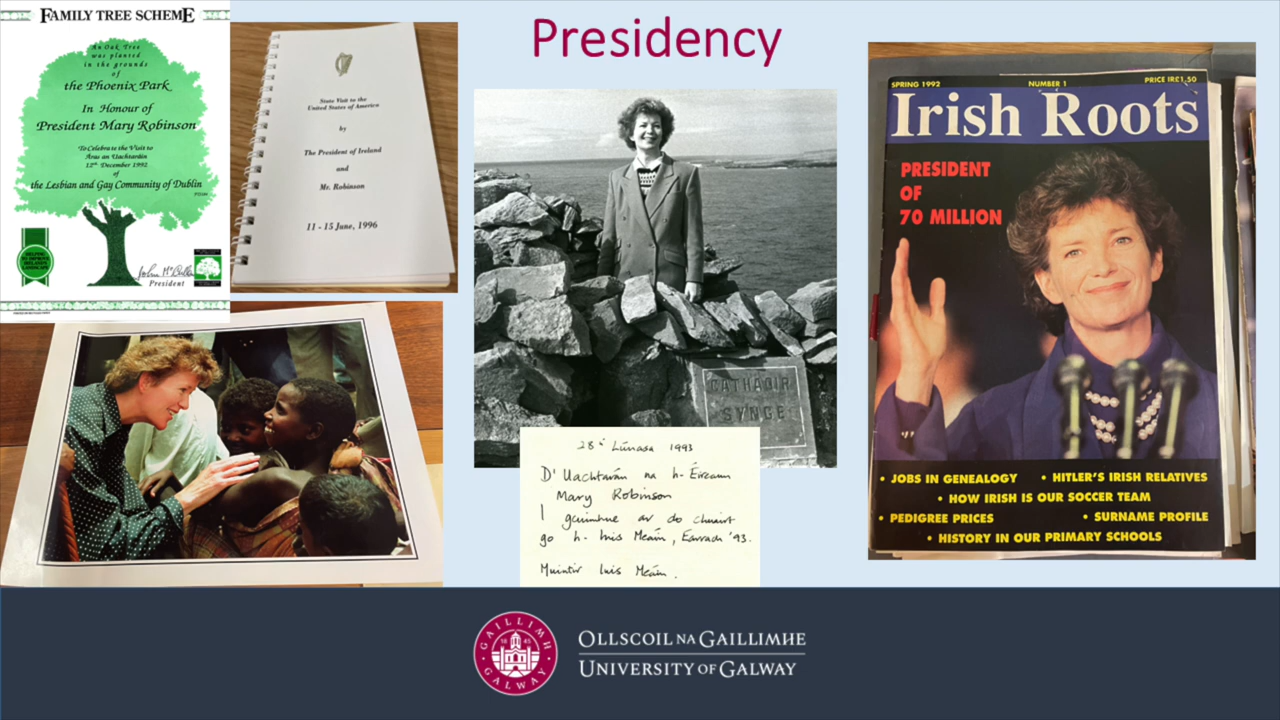 Presidency
FAMILY TREE SCHEME
An Oak Tree
was planted
in the grounds
of
the Phoenix Park
In Honour of
President Mary Robinson
To Celebrate the Visit to
Áras an Uachtaráin
12th December 1992
of
the Lesbian and Gay Community of Dublin
President
State Visit to the
United States of America
by
The President of Ireland
and
Mr. Robinson
11 - 15 June, 1996
CATHAOIR
SYNGE
28ú Lúnasa 1993
D'Uachtarán na h-Éireann
Mary Robinson
I gcuimhne ar do chuairt
go h-Inis Meáin, Earrach '93.
Muintir Inis Meáin.
SPRING 1992 NUMBER 1 PRICE IR£1.50
Irish Roots
PRESIDENT
OF
70 MILLION
• JOBS IN GENEALOGY • HITLER'S IRISH RELATIVES
• HOW IRISH IS OUR SOCCER TEAM
• PEDIGREE PRICES • SURNAME PROFILE
• HISTORY IN OUR PRIMARY SCHOOLS
GAILLIMH
1845
GALWAY
OLLSCOIL NA GAILLIMHE
UNIVERSITY OF GALWAY